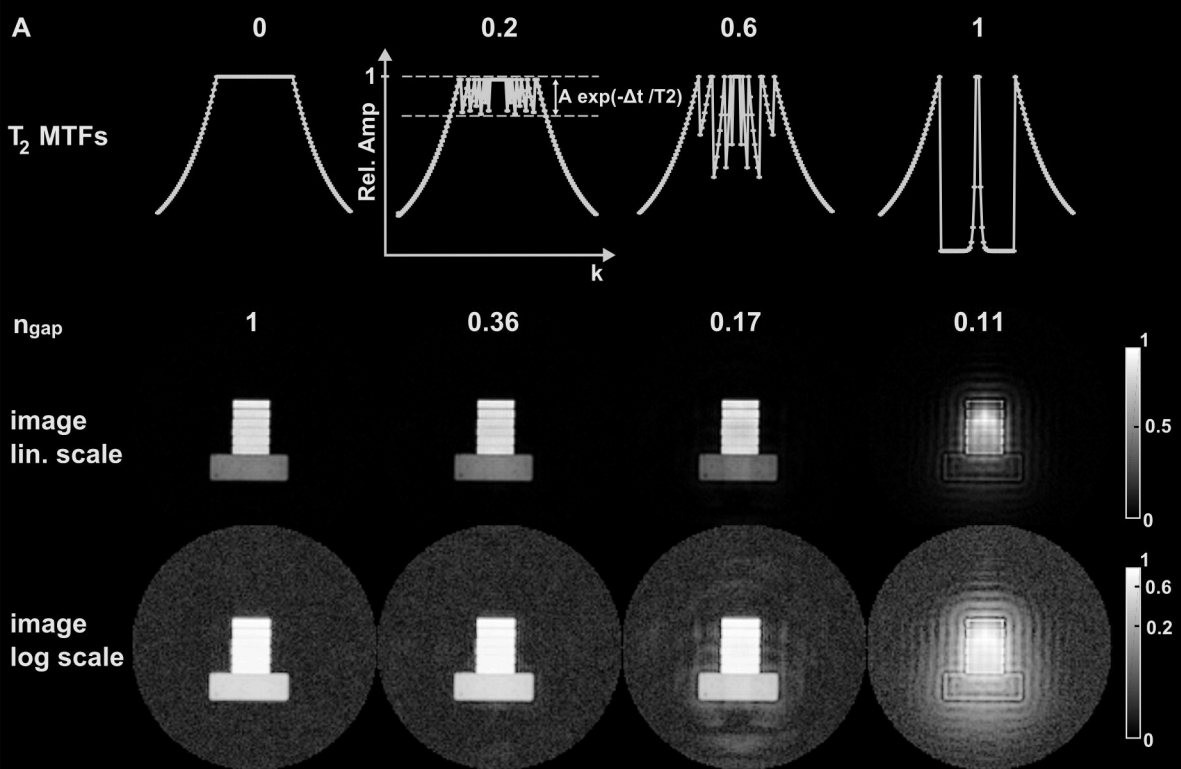 A 0 0.2 0.6 1
1
A exp(-Δt /T2)
T2 MTFs
Rel. Amp
k
ngap 1 0.36 0.17 0.11
1
image
lin. scale
0.5
0
1
0.6
image
log scale
0.2
0